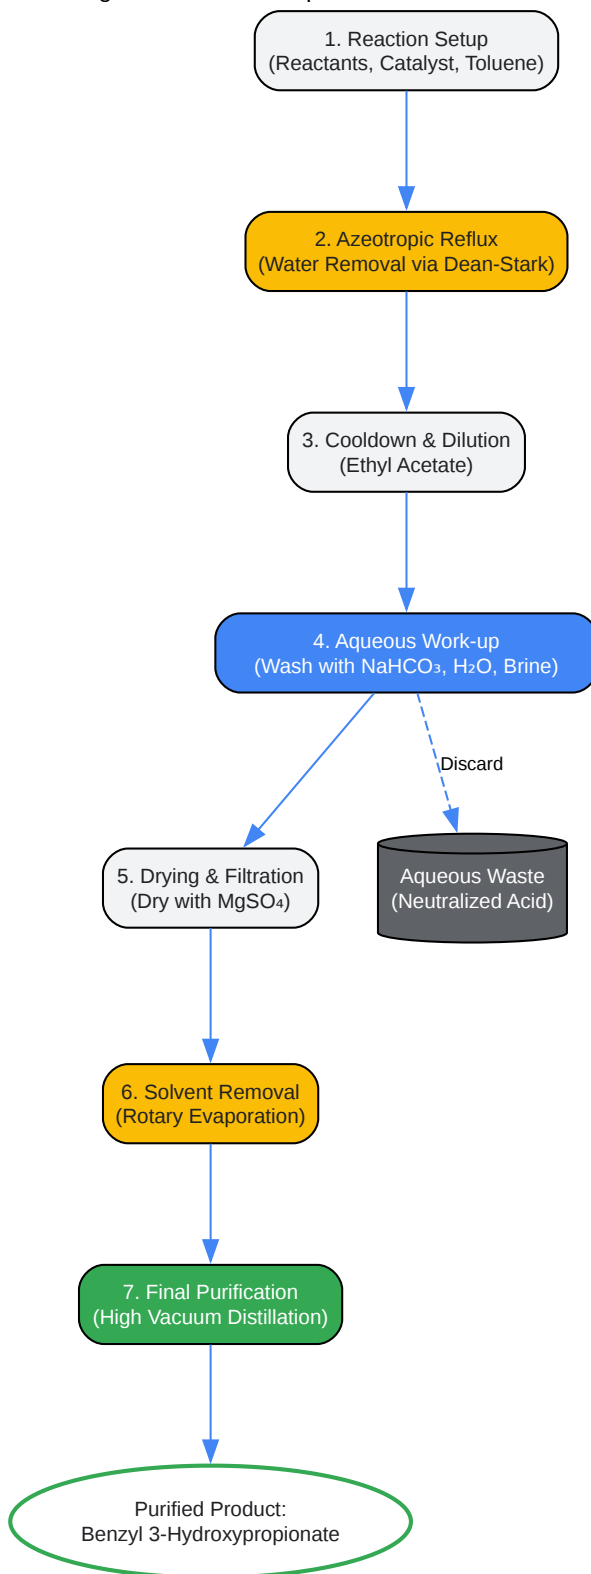 1. Reaction Setup
(Reactants, Catalyst, Toluene)
2. Azeotropic Reflux
(Water Removal via Dean-Stark)
3. Cooldown & Dilution
(Ethyl Acetate)
4. Aqueous Work-up
(Wash with NaHCO₃, H₂O, Brine)
Discard
5. Drying & Filtration
(Dry with MgSO₄)
Aqueous Waste
(Neutralized Acid)
6. Solvent Removal
(Rotary Evaporation)
7. Final Purification
(High Vacuum Distillation)
Purified Product:
Benzyl 3-Hydroxypropionate